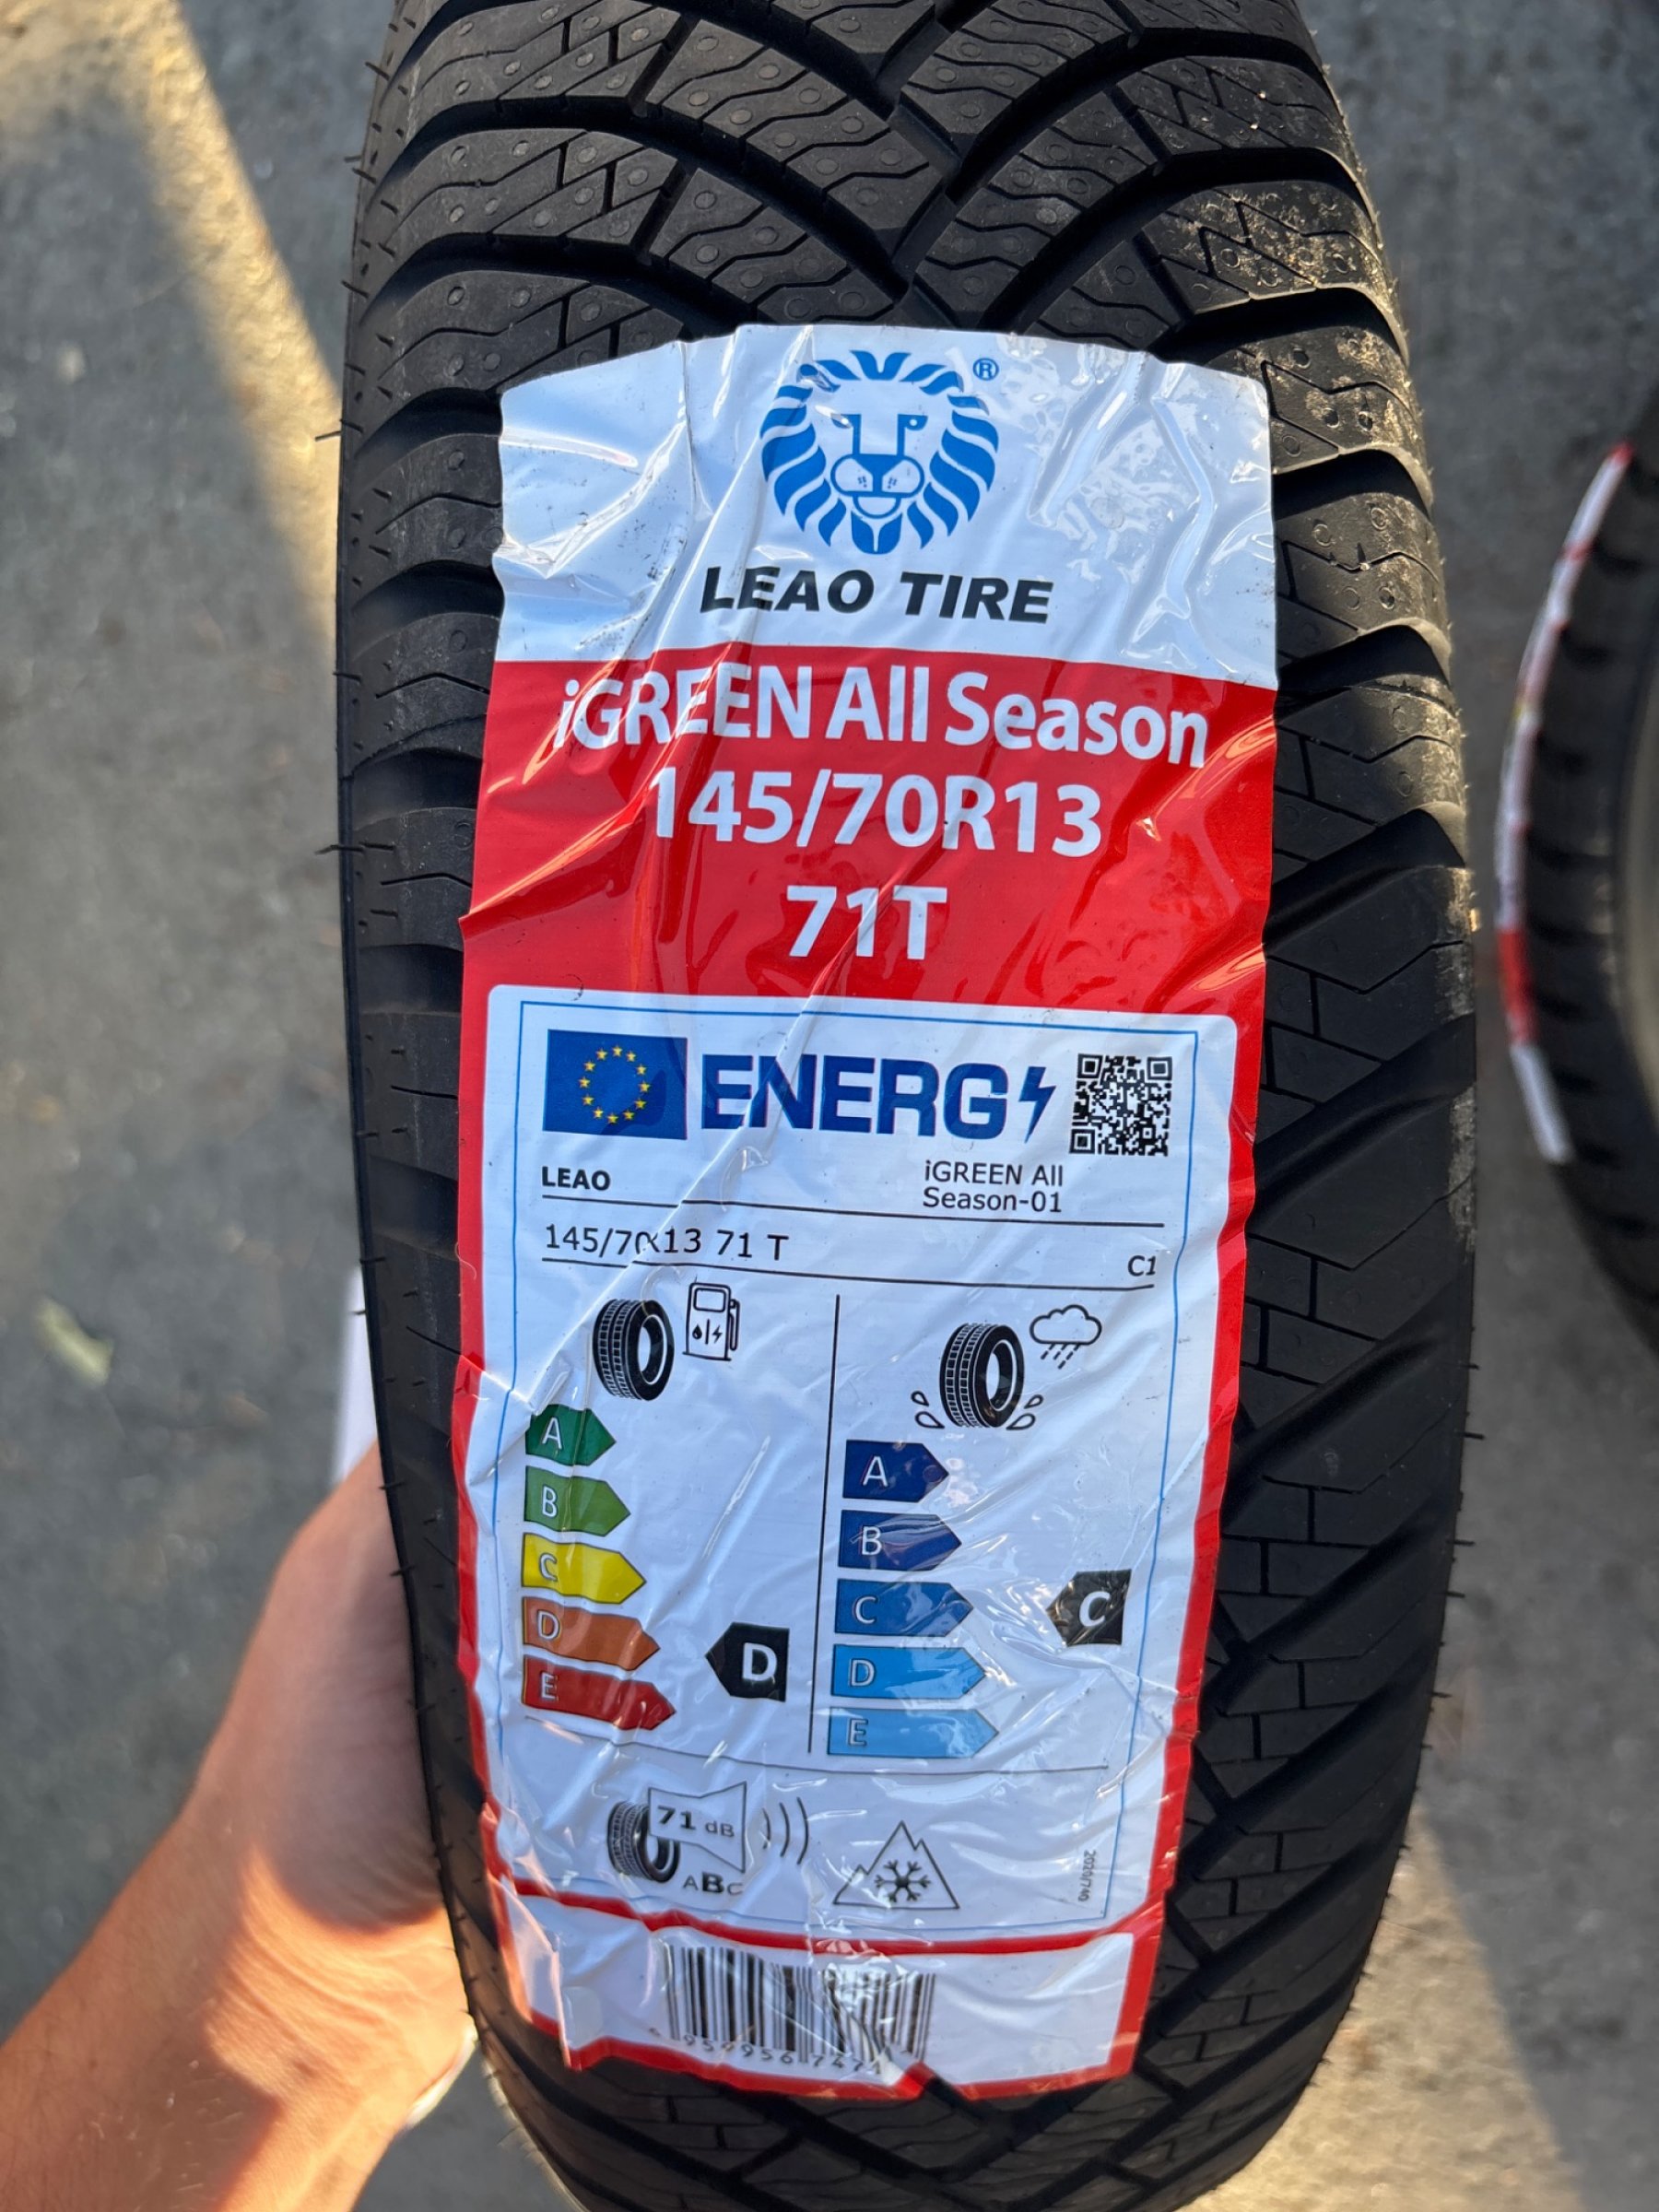 ®
LEAO TIRE
iGREEN All Season
145/70R13
71T
ENERG
LEAO
iGREEN All
Season-01
145/70R13 71 T
C1
A
B
C
D
E
D
A
B
C
D
E
C
71 dB
ABC
2020/740